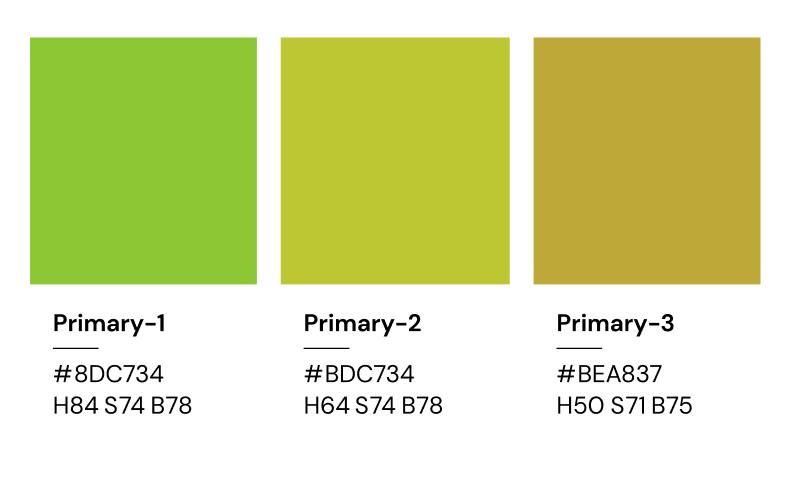 Primary-1
#8DC734
H84 S74 B78
Primary-2
#BDC734
H64 S74 B78
Primary-3
#BEA837
H50 S71 B75